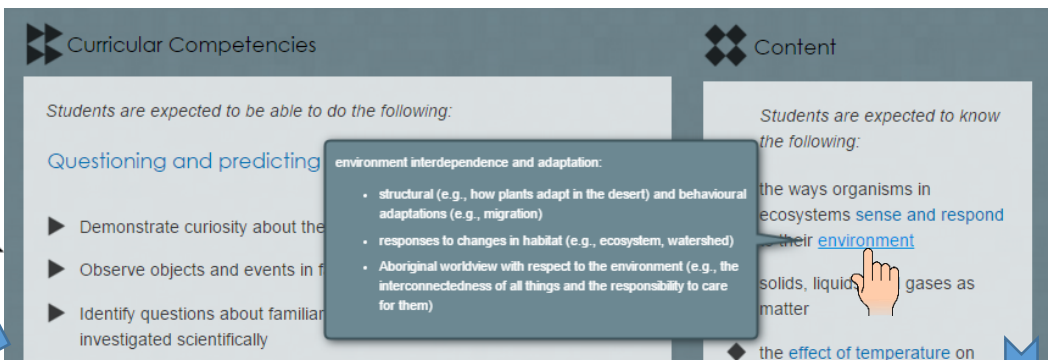 Curricular Competencies
Students are expected to be able to do the following:
Questioning and predicting
Demonstrate curiosity about the
Observe objects and events in f
Identify questions about familiar
investigated scientifically
environment interdependence and adaptation:
structural (e.g., how plants adapt in the desert) and behavioural
adaptations (e.g., migration)
responses to changes in habitat (e.g., ecosystem, watershed)
Aboriginal worldview with respect to the environment (e.g., the
interconnectedness of all things and the responsibility to care
for them)
Content
Students are expected to know
the following:
the ways organisms in
ecosystems sense and respond
their environment
solids, liquids gases as
matter
the effect of temperature on